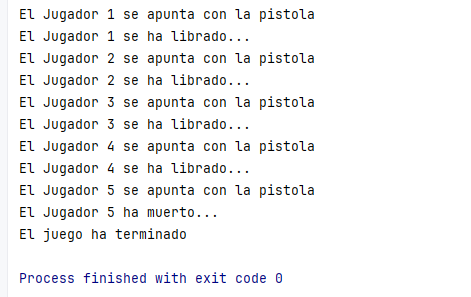 El Jugador 1 se apunta con la pistola
El Jugador 1 se ha librado...
El Jugador 2 se apunta con la pistola
El Jugador 2 se ha librado...
El Jugador 3 se apunta con la pistola
El Jugador 3 se ha librado...
El Jugador 4 se apunta con la pistola
El Jugador 4 se ha librado...
El Jugador 5 se apunta con la pistola
El Jugador 5 ha muerto...
El juego ha terminado
Process finished with exit code 0